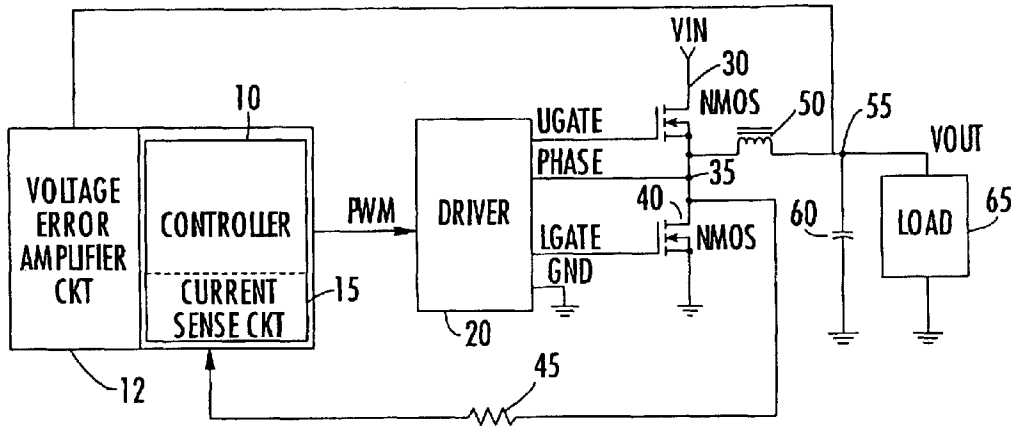 VIN
30
NMOS
50
55
VOUT
10
UGATE
PHASE
35
VOLTAGE
ERROR
AMPLIFIER
CKT
CONTROLLER
PWM
DRIVER
40
60
LOAD
65
LGATE
NMOS
GND
CURRENT
SENSE CKT
15
20
12
45